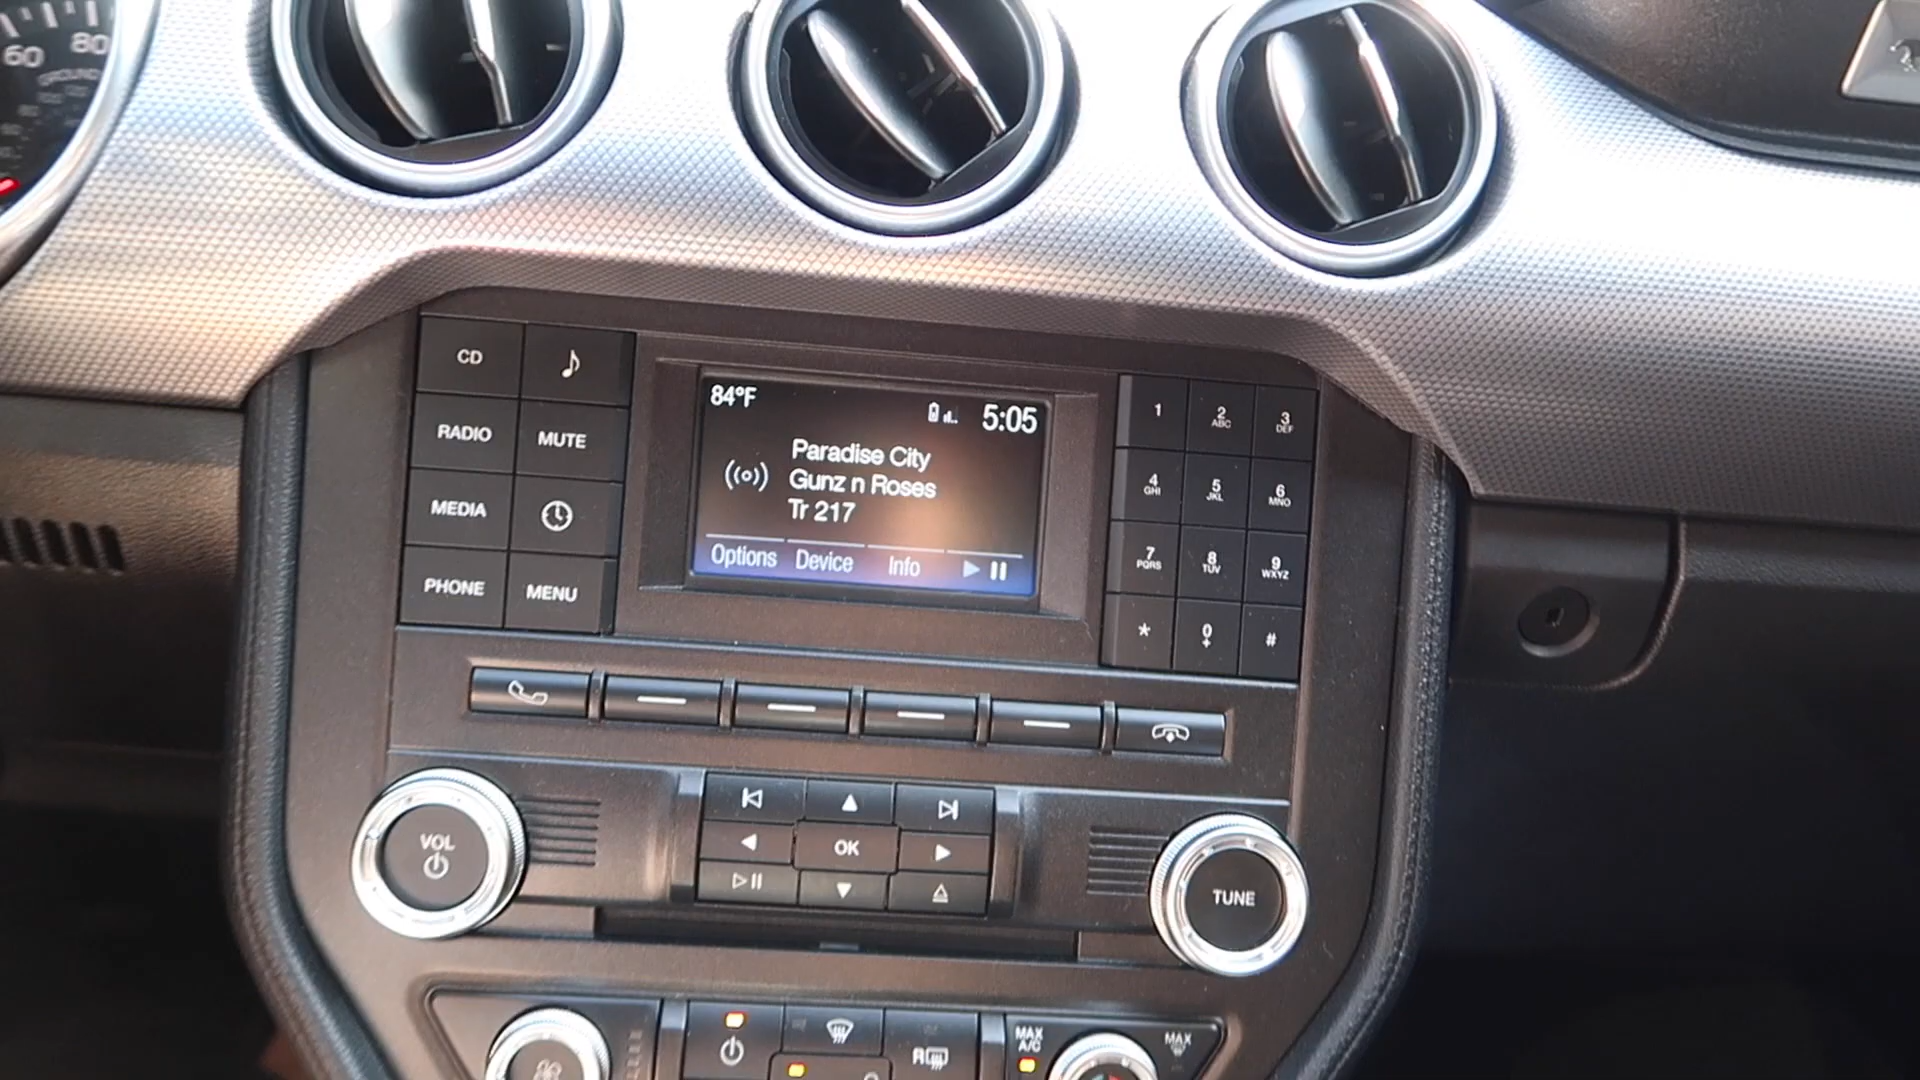 60 80
GROUND
CD
RADIO
MUTE
MEDIA
PHONE
MENU
84°F
5:05
Paradise City
Gunz n Roses
Tr 217
Options Device Info
1 2 ABC 3 DEF
4 GHI 5 JKL 6 MNO
7 PQRS 8 TUV 9 WXYZ
* 0 + #
VOL
OK
TUNE
MAX A/C
R
MAX